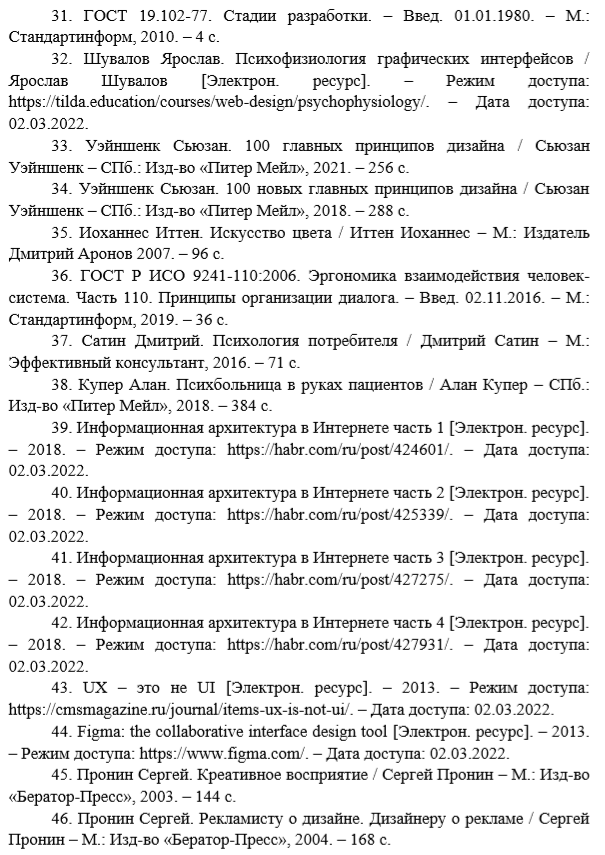 31. ГОСТ 19.102-77. Стадии разработки. – Введ. 01.01.1980. – М.:
Стандартинформ, 2010. – 4 с.
32. Шувалов Ярослав. Психофизиология графических интерфейсов /
Ярослав Шувалов [Электрон. ресурс]. – Режим доступа:
https://tilda.education/courses/web-design/psychophysiology/. – Дата доступа:
02.03.2022.
33. Уэйншенк Сьюзан. 100 главных принципов дизайна / Сьюзан
Уэйншенк – СПб.: Изд-во «Питер Мейл», 2021. – 256 с.
34. Уэйншенк Сьюзан. 100 новых главных принципов дизайна / Сьюзан
Уэйншенк – СПб.: Изд-во «Питер Мейл», 2018. – 288 с.
35. Иоханнес Иттен. Искусство цвета / Иттен Иоханнес – М.: Издатель
Дмитрий Аронов 2007. – 96 с.
36. ГОСТ Р ИСО 9241-110:2006. Эргономика взаимодействия человек-
система. Часть 110. Принципы организации диалога. – Введ. 02.11.2016. – М.:
Стандартинформ, 2019. – 36 с.
37. Сатин Дмитрий. Психология потребителя / Дмитрий Сатин – М.:
Эффективный консультант, 2016. – 71 с.
38. Купер Алан. Психбольница в руках пациентов / Алан Купер – СПб.:
Изд-во «Питер Мейл», 2018. – 384 с.
39. Информационная архитектура в Интернете часть 1 [Электрон. ресурс].
– 2018. – Режим доступа: https://habr.com/ru/post/424601/. – Дата доступа:
02.03.2022.
40. Информационная архитектура в Интернете часть 2 [Электрон. ресурс].
– 2018. – Режим доступа: https://habr.com/ru/post/425339/. – Дата доступа:
02.03.2022.
41. Информационная архитектура в Интернете часть 3 [Электрон. ресурс].
– 2018. – Режим доступа: https://habr.com/ru/post/427275/. – Дата доступа:
02.03.2022.
42. Информационная архитектура в Интернете часть 4 [Электрон. ресурс].
– 2018. – Режим доступа: https://habr.com/ru/post/427931/. – Дата доступа:
02.03.2022.
43. UX – это не UI [Электрон. ресурс]. – 2013. – Режим доступа:
https://cmsmagazine.ru/journal/items-ux-is-not-ui/. – Дата доступа: 02.03.2022.
44. Figma: the collaborative interface design tool [Электрон. ресурс]. – 2013.
– Режим доступа: https://www.figma.com/. – Дата доступа: 02.03.2022.
45. Пронин Сергей. Креативное восприятие / Сергей Пронин – М.: Изд-во
«Бератор-Пресс», 2003. – 144 с.
46. Пронин Сергей. Рекламисту о дизайне. Дизайнеру о рекламе / Сергей
Пронин – М.: Изд-во «Бератор-Пресс», 2004. – 168 с.